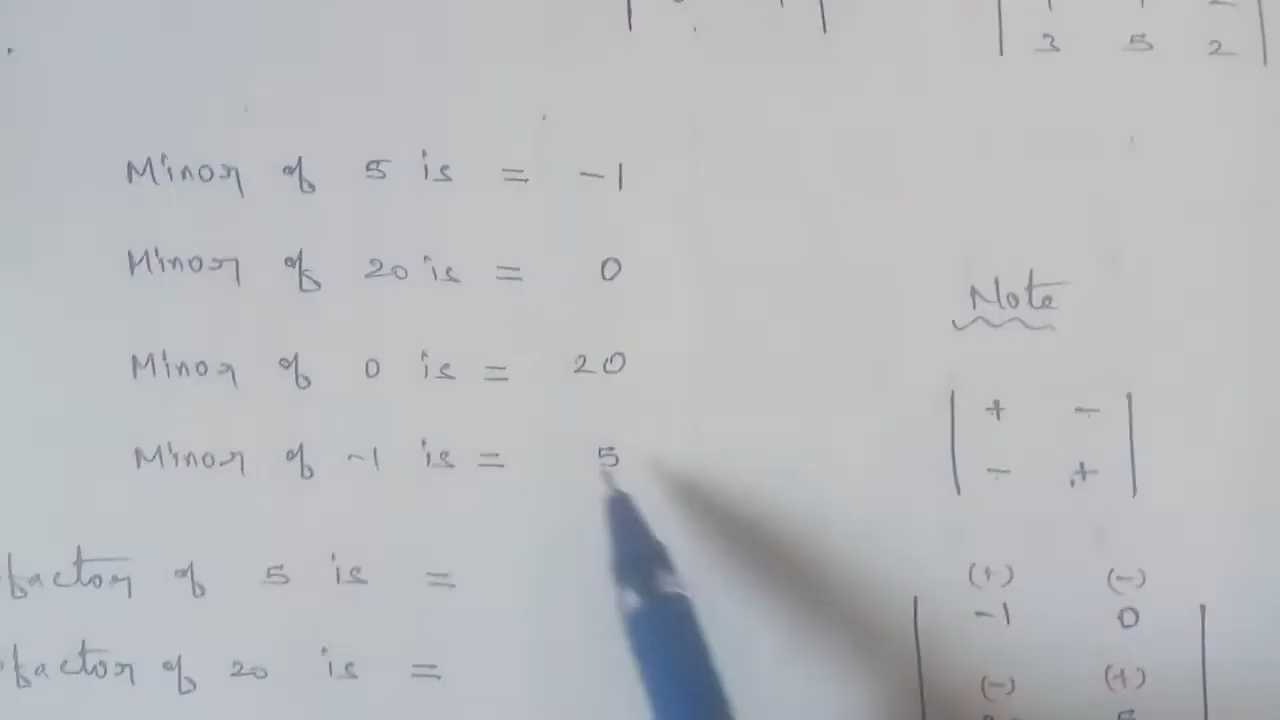 3 5 2
Minor of 5 is = -1
Minor of 20 is = 0
Minor of 0 is = 20
Minor of -1 is = 5
Note
+ -
- +
factor of 5 is =
factor of 20 is =
(+) (-)
-1 0
(-) (+)